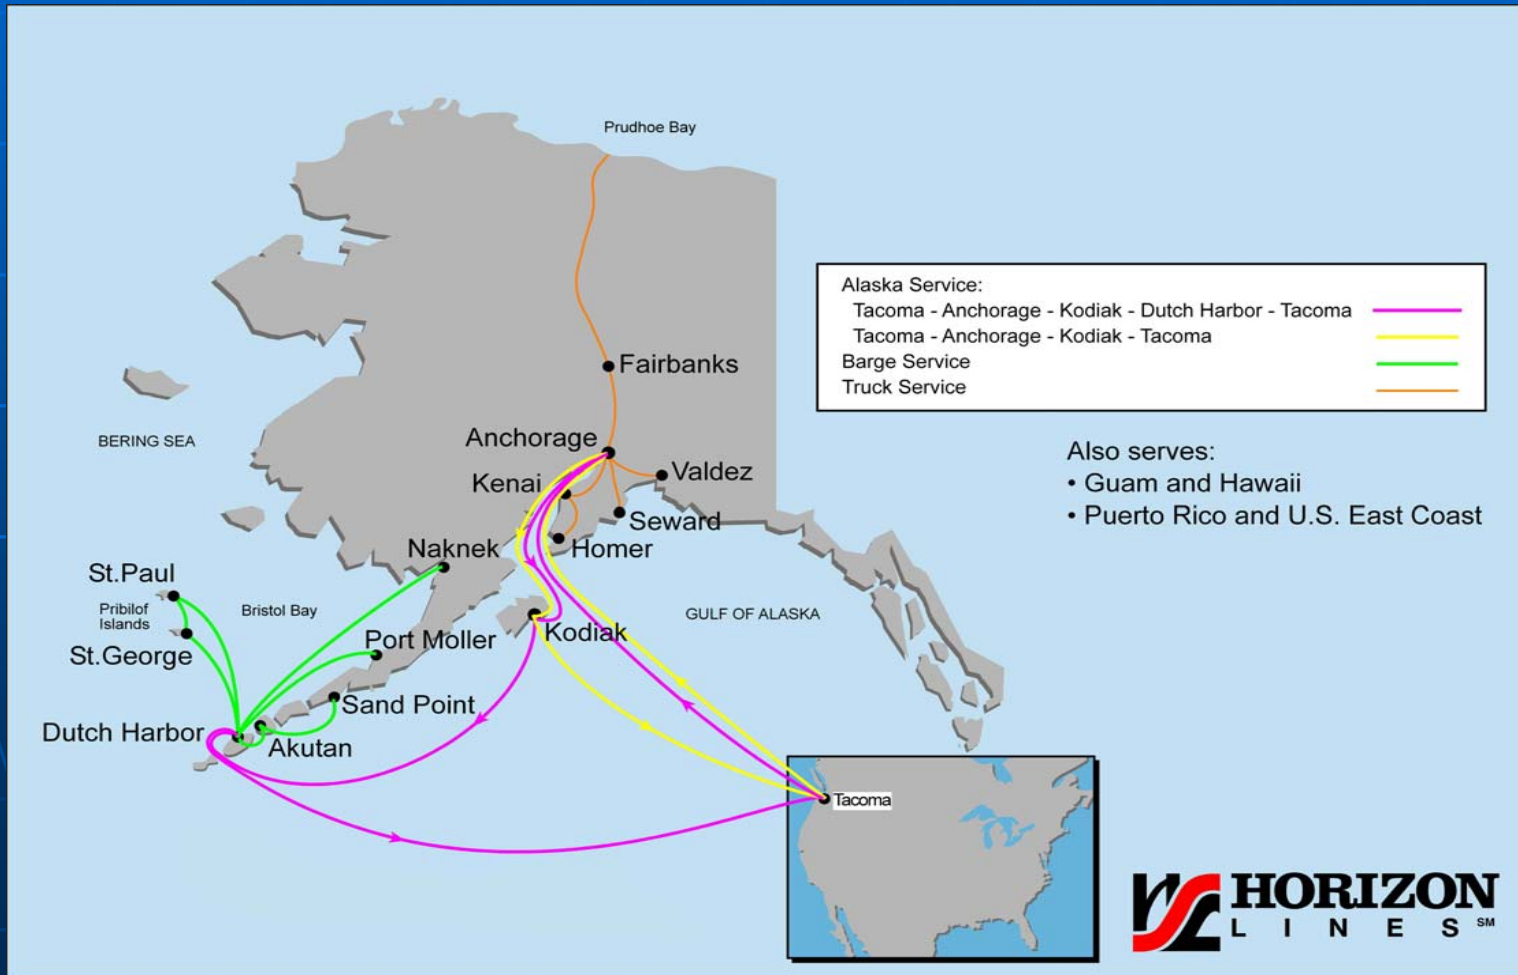 Prudhoe Bay
Alaska Service:
Tacoma - Anchorage - Kodiak - Dutch Harbor - Tacoma
Tacoma - Anchorage - Kodiak - Tacoma
Barge Service
Truck Service
Fairbanks
BERING SEA
Anchorage
Also serves:
Kenai
Valdez
• Guam and Hawaii
Seward
• Puerto Rico and U.S. East Coast
Naknek
Homer
St.Paul
Pribilof
Islands
Bristol Bay
GULF OF ALASKA
Kodiak
Port Moller
St.George
Sand Point
Dutch Harbor
Akutan
Tacoma
HORIZON
LINES SM